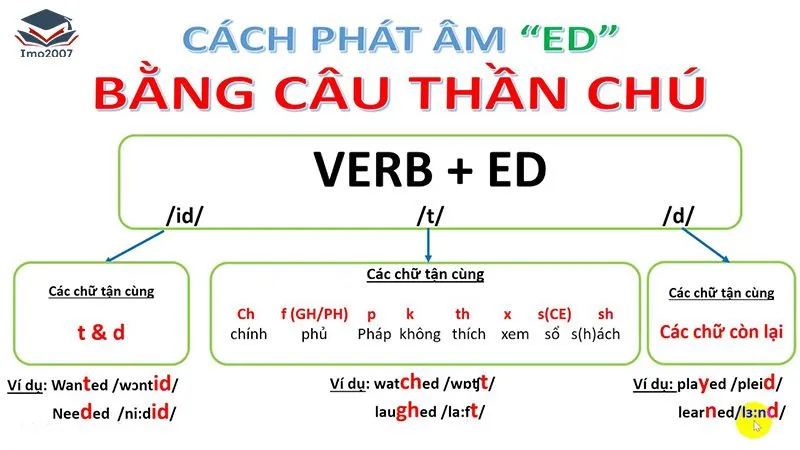 Imo2007
CÁCH PHÁT ÂM “ED”
BẰNG CÂU THẦN CHÚ
VERB + ED
/id/ /t/ /d/
Các chữ tận cùng
t & d
Các chữ tận cùng
Ch f (GH/PH) p k th x s(CE) sh
chính phủ Pháp không thích xem sổ s(h)ách
Các chữ tận cùng
Các chữ còn lại
Ví dụ: Wanted /wɔntid/
Needed /ni:did/
Ví dụ: watched /wɒʧt/
laughed /la:ft/
Ví dụ: played /pleid/
learned/lɜ:nd/